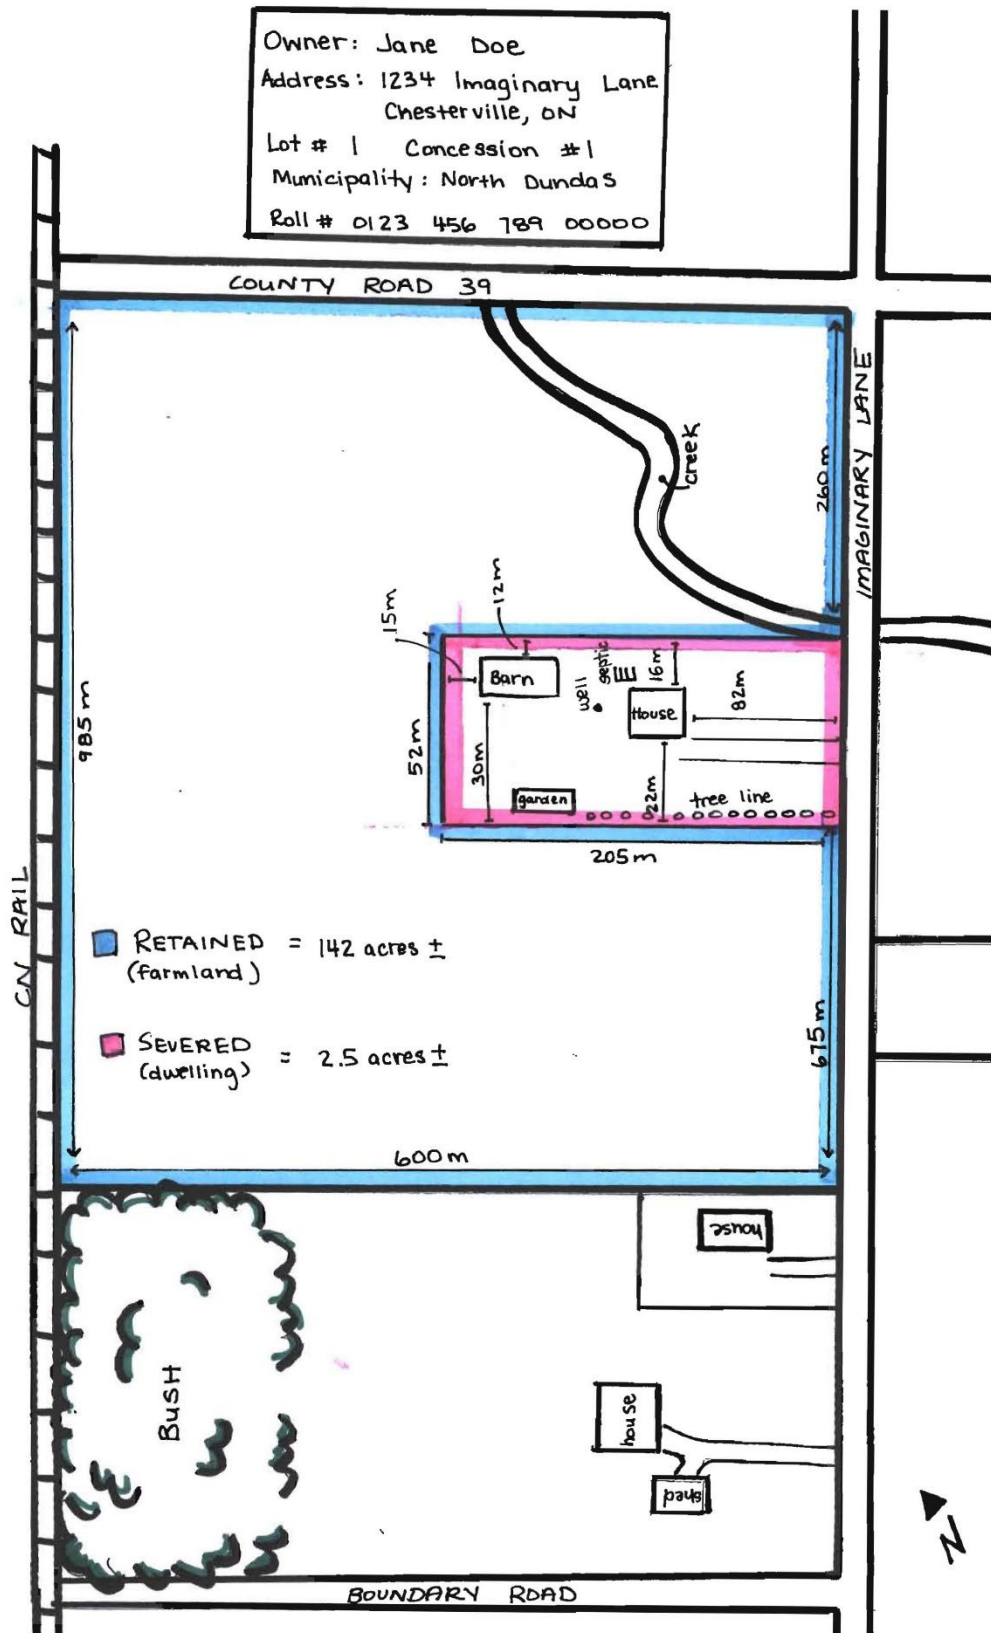 Owner: Jane Doe
Address: 1234 Imaginary Lane
Chesterville, ON
Lot # 1 Concession #1
Municipality: North Dundas
Roll # 0123 456 789 00000
COUNTY ROAD 39
IMAGINARY LANE
creek
260m
12m
15m
Barn
septic
well
16m
House
82m
985m
52m
30m
garden
22m
tree line
205m
CN RAIL
RETAINED = 142 acres ±
(farmland)
SEVERED = 2.5 acres ±
(dwelling)
675m
600m
house
BUSH
house
shed
N
BOUNDARY ROAD